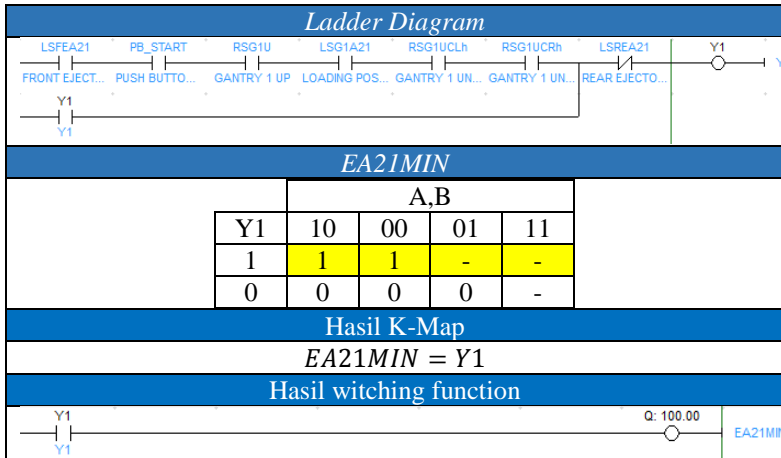 Ladder Diagram
LSFEA21 PB_START RSG1U LSG1A21 RSG1UCLh RSG1UCRh LSREA21 Y1
FRONT EJECT... PUSH BUTTO... GANTRY 1 UP LOADING POS... GANTRY 1 UN... GANTRY 1 UN... REAR EJECTO...
Y1
Y1
EA21MIN
A,B
Y1 10 00 01 11
1 1 1 - -
0 0 0 0 -
Hasil K-Map
EA21MIN = Y1
Hasil witching function
Y1 Q: 100.00
EA21MIN
Y1